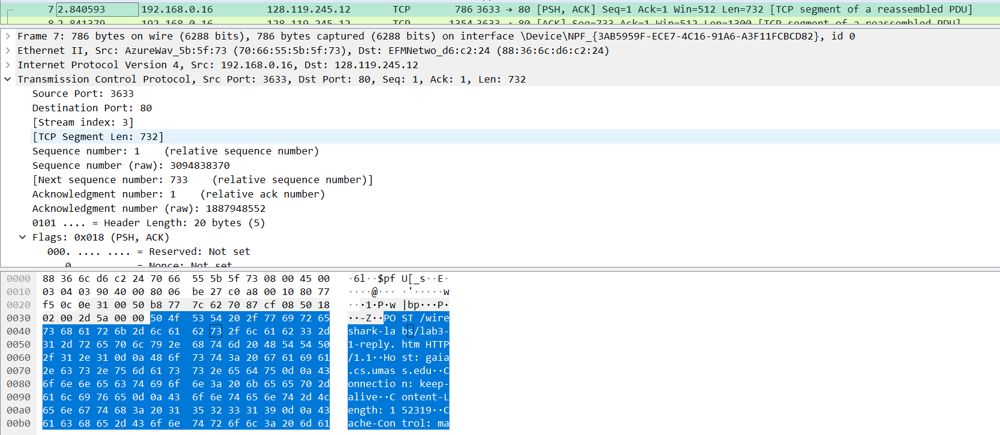 7 2.840593 192.168.0.16 128.119.245.12 TCP 786 3633 → 80 [PSH, ACK] Seq=1 Ack=1 Win=512 Len=732 [TCP segment of a reassembled PDU]
8 2.841379 192.168.0.16 128.119.245.12 TCP 1354 3633 → 80 [ACK] Seq=733 Ack=1 Win=512 Len=1300 [TCP segment of a reassembled PDU]
Frame 7: 786 bytes on wire (6288 bits), 786 bytes captured (6288 bits) on interface \Device\NPF_{3AB5959F-ECE7-4C16-91A6-A3F11FCBCD82}, id 0
Ethernet II, Src: AzureWav_5b:5f:73 (70:66:55:5b:5f:73), Dst: EFMNetwo_d6:c2:24 (88:36:6c:d6:c2:24)
Internet Protocol Version 4, Src: 192.168.0.16, Dst: 128.119.245.12
Transmission Control Protocol, Src Port: 3633, Dst Port: 80, Seq: 1, Ack: 1, Len: 732
Source Port: 3633
Destination Port: 80
[Stream index: 3]
[TCP Segment Len: 732]
Sequence number: 1    (relative sequence number)
Sequence number (raw): 3094838370
[Next sequence number: 733    (relative sequence number)]
Acknowledgment number: 1    (relative ack number)
Acknowledgment number (raw): 1887948552
0101 .... = Header Length: 20 bytes (5)
Flags: 0x018 (PSH, ACK)
000. .... .... = Reserved: Not set
...0 .... .... = Nonce: Not set
0000 88 36 6c d6 c2 24 70 66 55 5b 5f 73 08 00 45 00 ·6l··$pf U[_s··E·
0010 03 04 03 90 40 00 80 06 be 27 c0 a8 00 10 80 77 ····@··· ·'·····w
0020 f5 0c 0e 31 00 50 b8 77 7c 62 70 87 cf 08 50 18 ···1·P·w |bp···P·
0030 02 00 2d 5a 00 00 50 4f 53 54 20 2f 77 69 72 65 ··-Z··PO ST /wire
0040 73 68 61 72 6b 2d 6c 61 62 73 2f 6c 61 62 33 2d shark-la bs/lab3-
0050 31 2d 72 65 70 6c 79 2e 68 74 6d 20 48 54 54 50 1-reply. htm HTTP
0060 2f 31 2e 31 0d 0a 48 6f 73 74 3a 20 67 61 69 61 /1.1··Ho st: gaia
0070 2e 63 73 2e 75 6d 61 73 73 2e 65 64 75 0d 0a 43 .cs.umas s.edu··C
0080 6f 6e 6e 65 63 74 69 6f 6e 3a 20 6b 65 65 70 2d onnectio n: keep-
0090 61 6c 69 76 65 0d 0a 43 6f 6e 74 65 6e 74 2d 4c alive··C ontent-L
00a0 65 6e 67 74 68 3a 20 31 35 32 33 31 39 0d 0a 43 ength: 1 52319··C
00b0 61 63 68 65 2d 43 6f 6e 74 72 6f 6c 3a 20 6d 61 ache-Con trol: ma